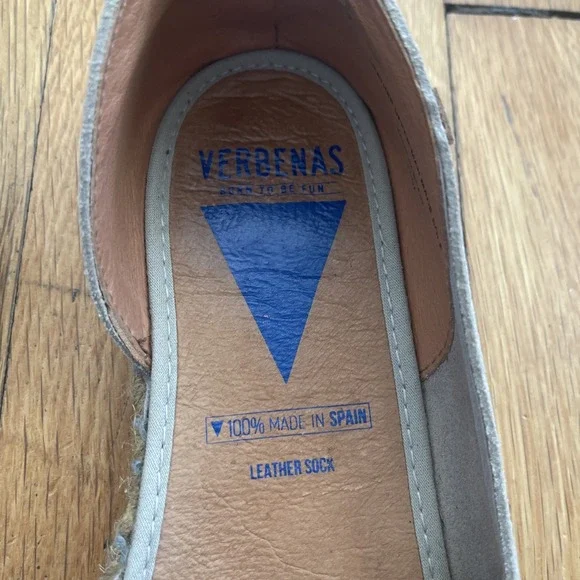 VERBENAS
BORN TO BE FUN
100% MADE IN SPAIN
LEATHER SOCK